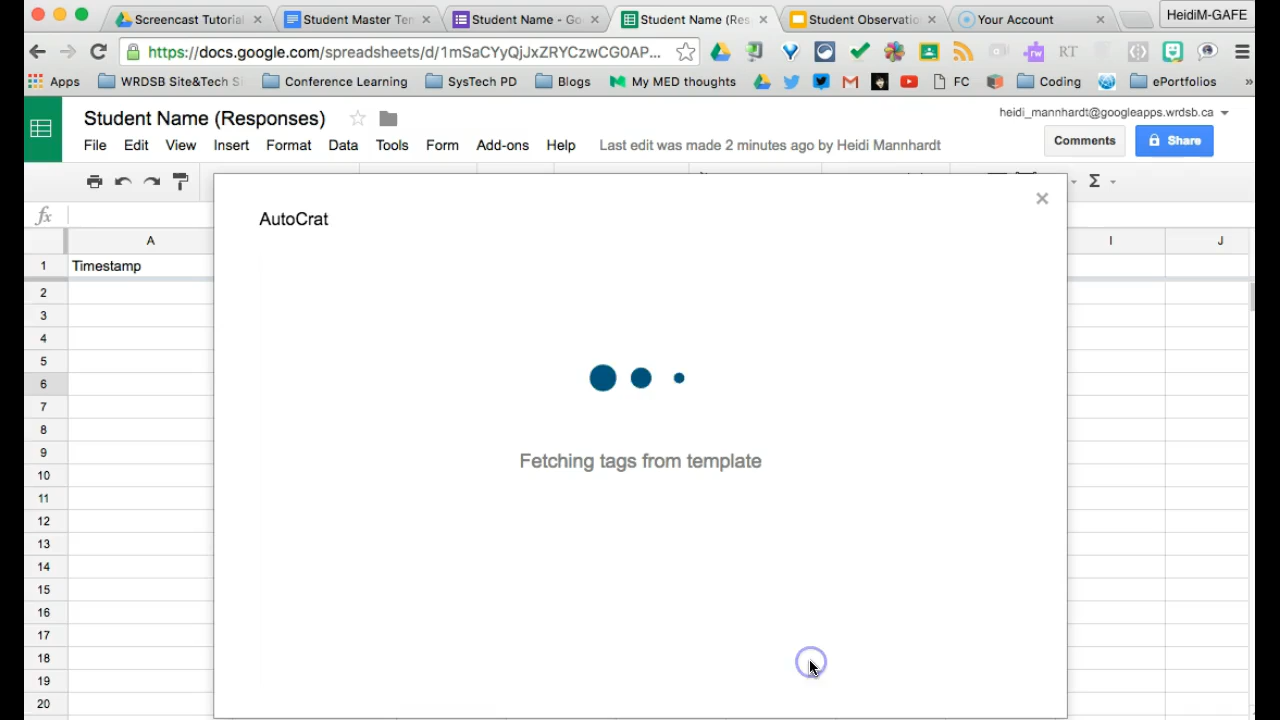 Screencast Tutorial
Student Master Ten
Student Name - Go
Student Name (Res
Student Observatio
Your Account
HeidiM-GAFE
https://docs.google.com/spreadsheets/d/1mSaCYyQjJxZRYCzwCG0AP...
RT
Apps
WRDSB Site&Tech S
Conference Learning
SysTech PD
Blogs
My MED thoughts
FC
Coding
ePortfolios
»
Student Name (Responses)
heidi_mannhardt@googleapps.wrdsb.ca
File Edit View Insert Format Data Tools Form Add-ons Help
Last edit was made 2 minutes ago by Heidi Mannhardt
Comments
Share
Σ
fx
A
I
J
1
Timestamp
2
3
4
5
6
7
8
9
10
11
12
13
14
15
16
17
18
19
20
AutoCrat
×
Fetching tags from template